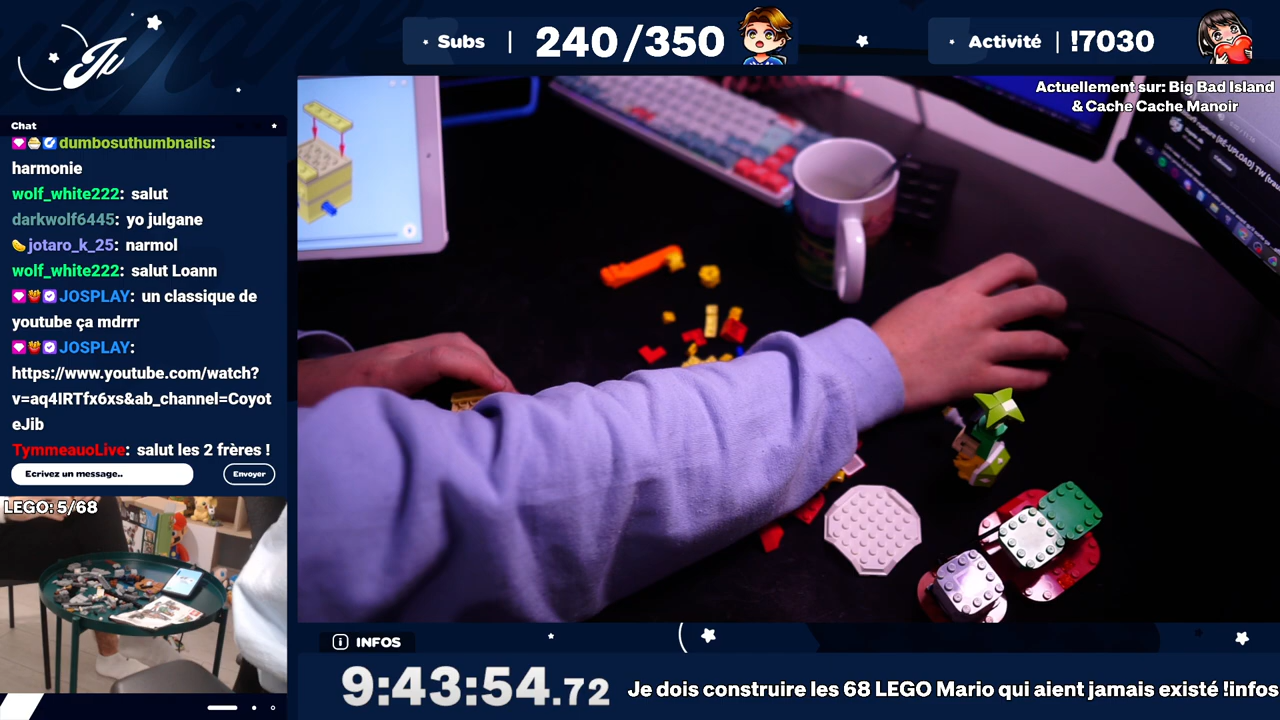 Ju
Subs | 240/350
Activité | !7030
Actuellement sur: Big Bad Island
& Cache Cache Manoir
Chat
dumbosuthumbnails:
harmonie
wolf_white222: salut
darkwolf6445: yo julgane
jotaro_k_25: narmol
wolf_white222: salut Loann
JOSPLAY: un classique de
youtube ça mdrrr
JOSPLAY:
https://www.youtube.com/watch?
v=aq4IRTfx6xs&ab_channel=Coyot
eJib
TymmeauoLive: salut les 2 frères !
Ecrivez un message..
Envoyer
LEGO: 5/68
i INFOS
9:43:54.72
Je dois construire les 68 LEGO Mario qui aient jamais existé !infos